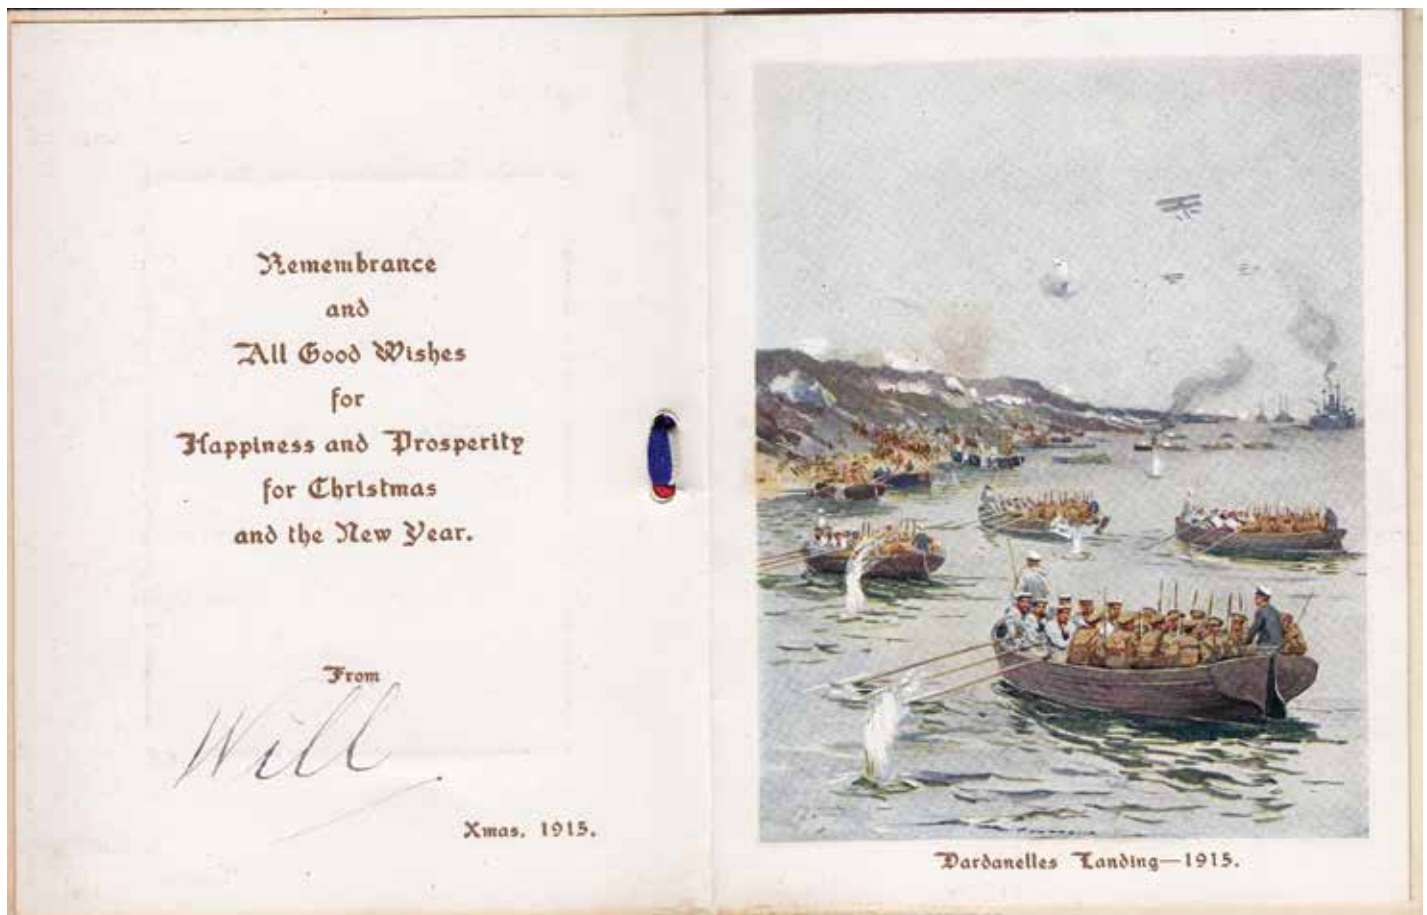 Remembrance
and
All Good Wishes
for
Happiness and Prosperity
for Christmas
and the New Year.
From
Will
Xmas, 1915.
Dardanelles Landing—1915.